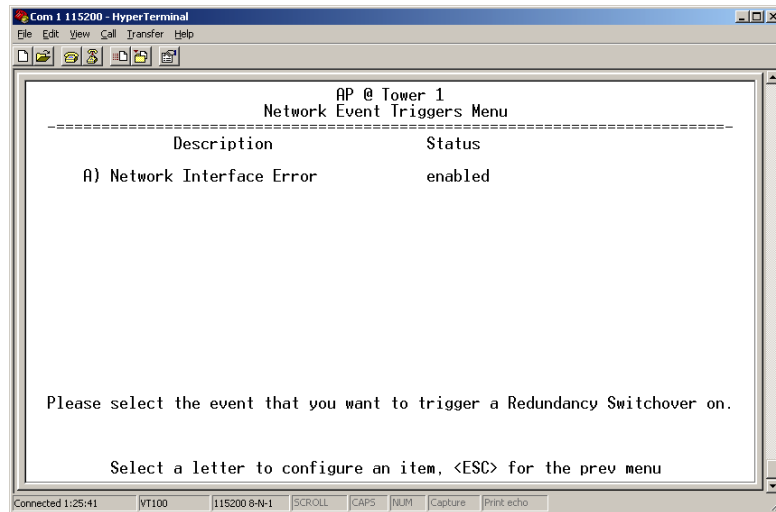 Com 1 115200 - HyperTerminal
File Edit View Call Transfer Help
AP @ Tower 1
Network Event Triggers Menu
-==========================================================================-
Description Status
A) Network Interface Error enabled
Please select the event that you want to trigger a Redundancy Switchover on.
Select a letter to configure an item, <ESC> for the prev menu
Connected 1:25:41 VT100 115200 8-N-1 SCROLL CAPS NUM Capture Print echo